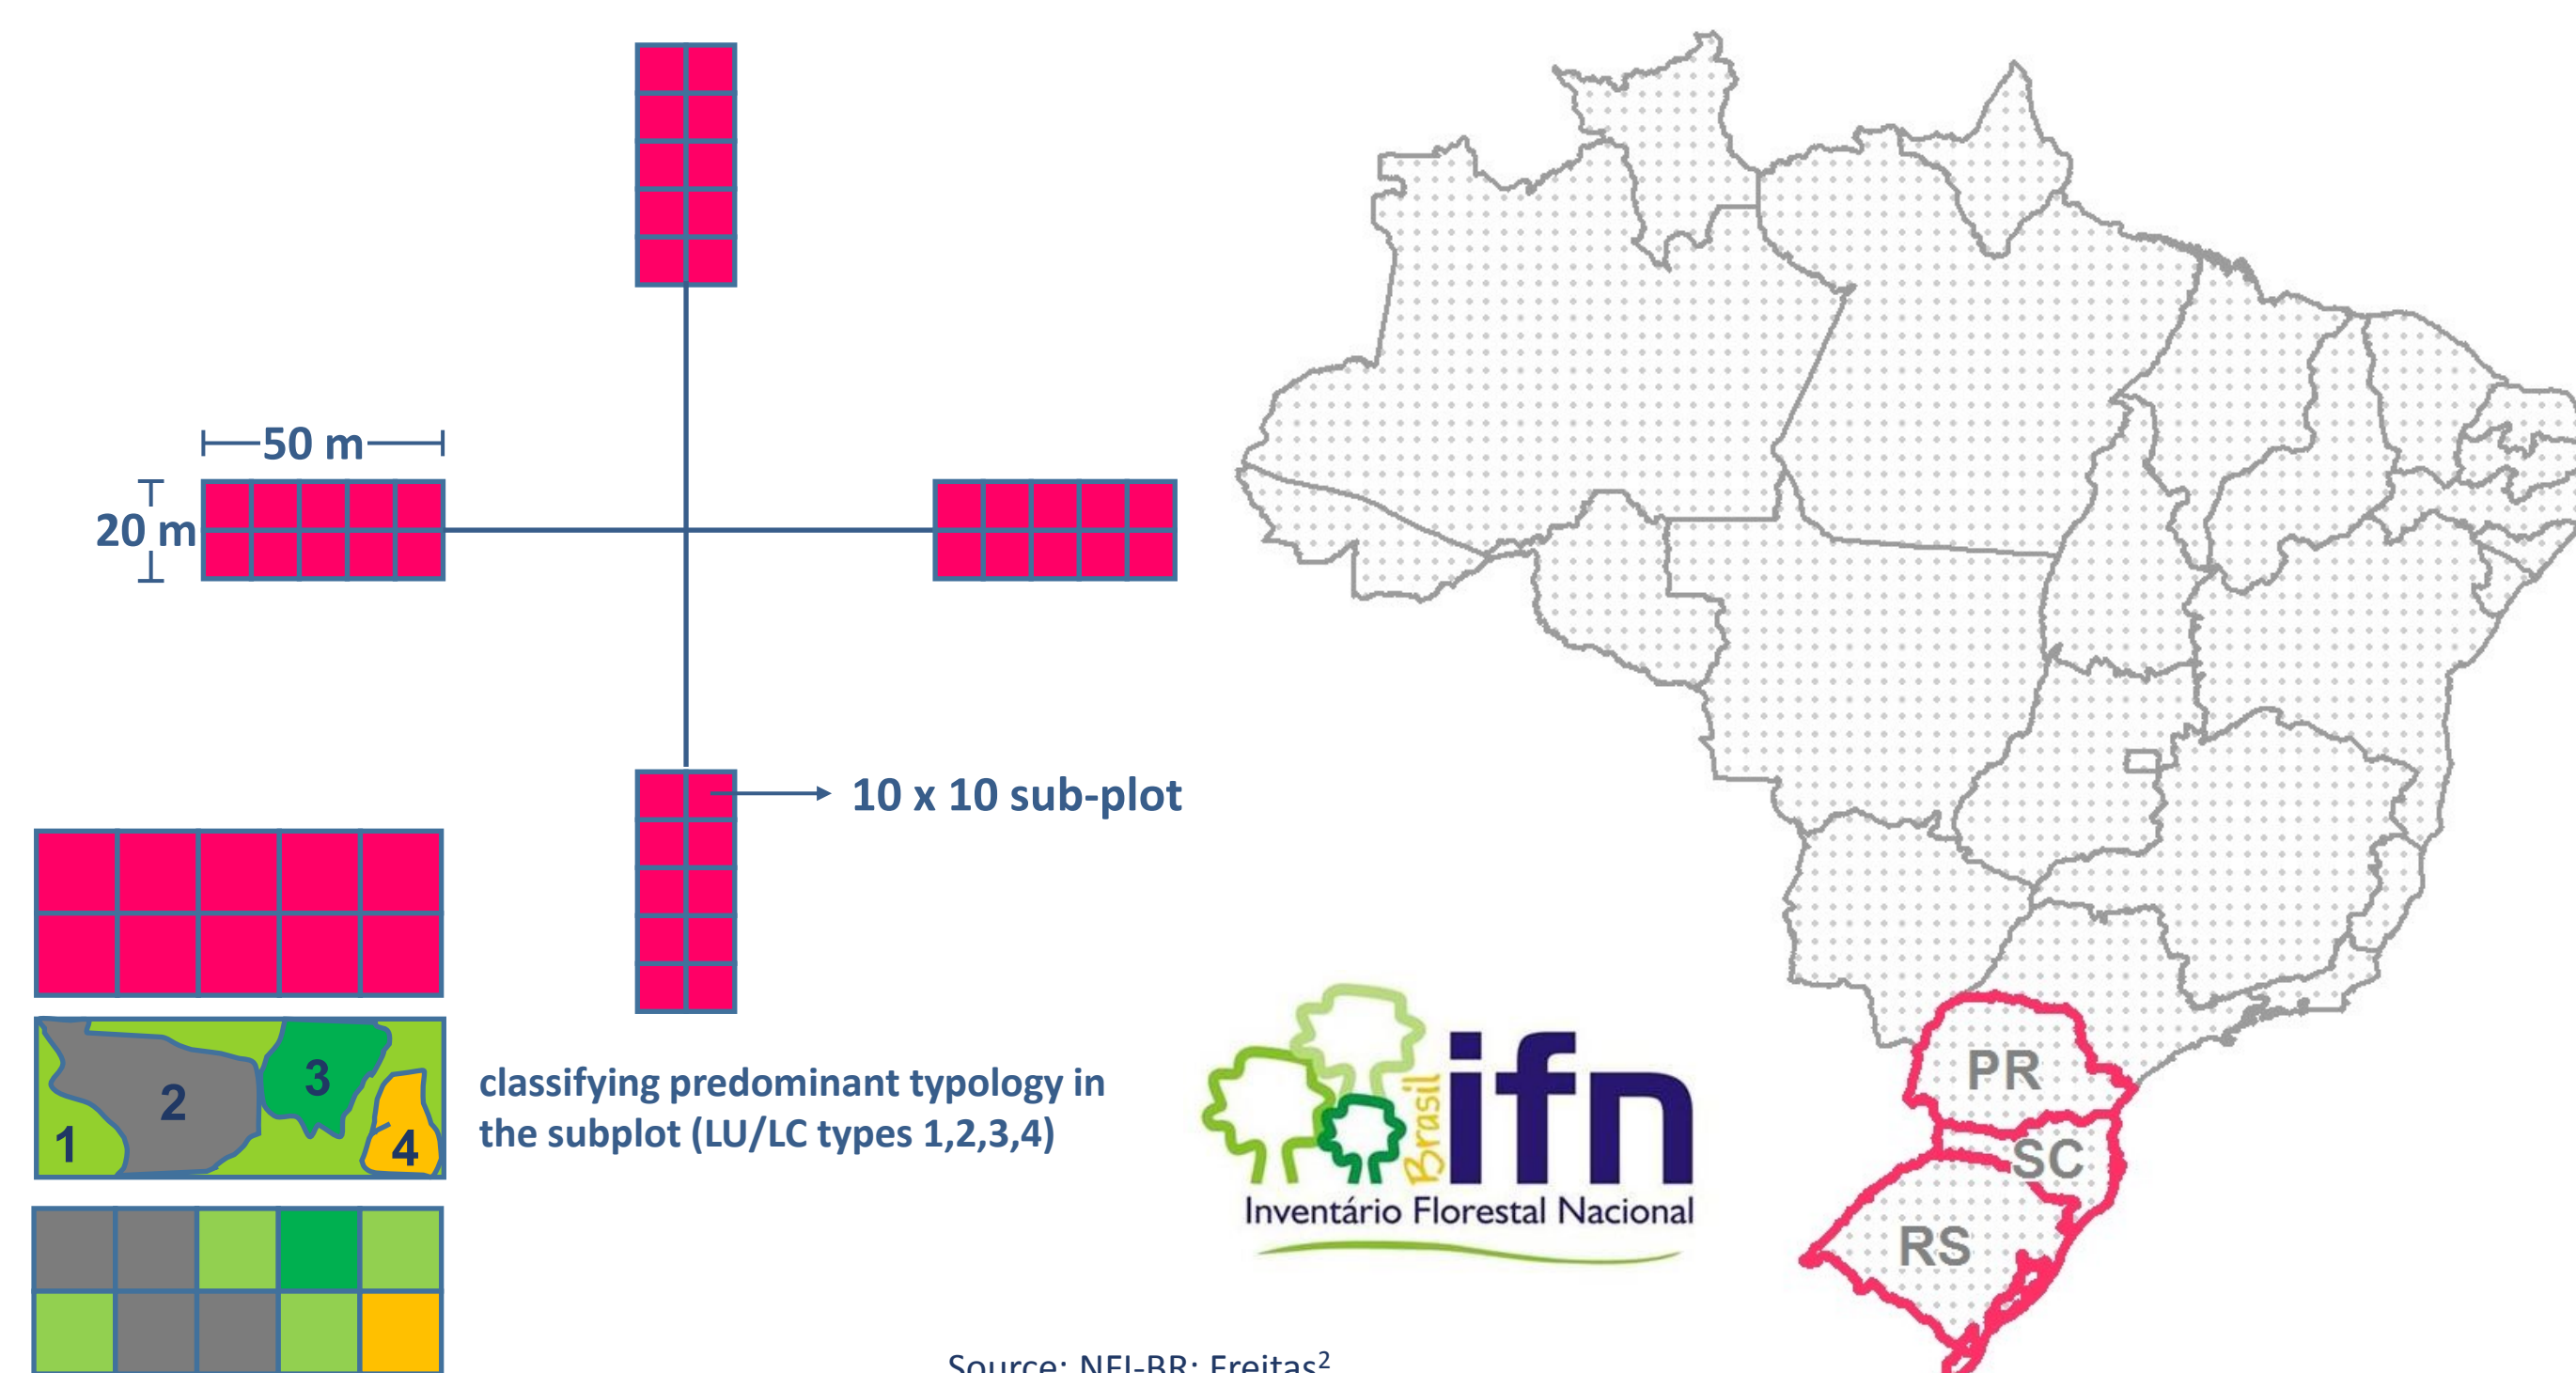 50 m
20 m
10 x 10 sub-plot
1
2
3
4
classifying predominant typology in
the subplot (LU/LC types 1,2,3,4)
Brasil
ifn
Inventário Florestal Nacional
PR
SC
RS
Source: NFI-BR; Freitas²